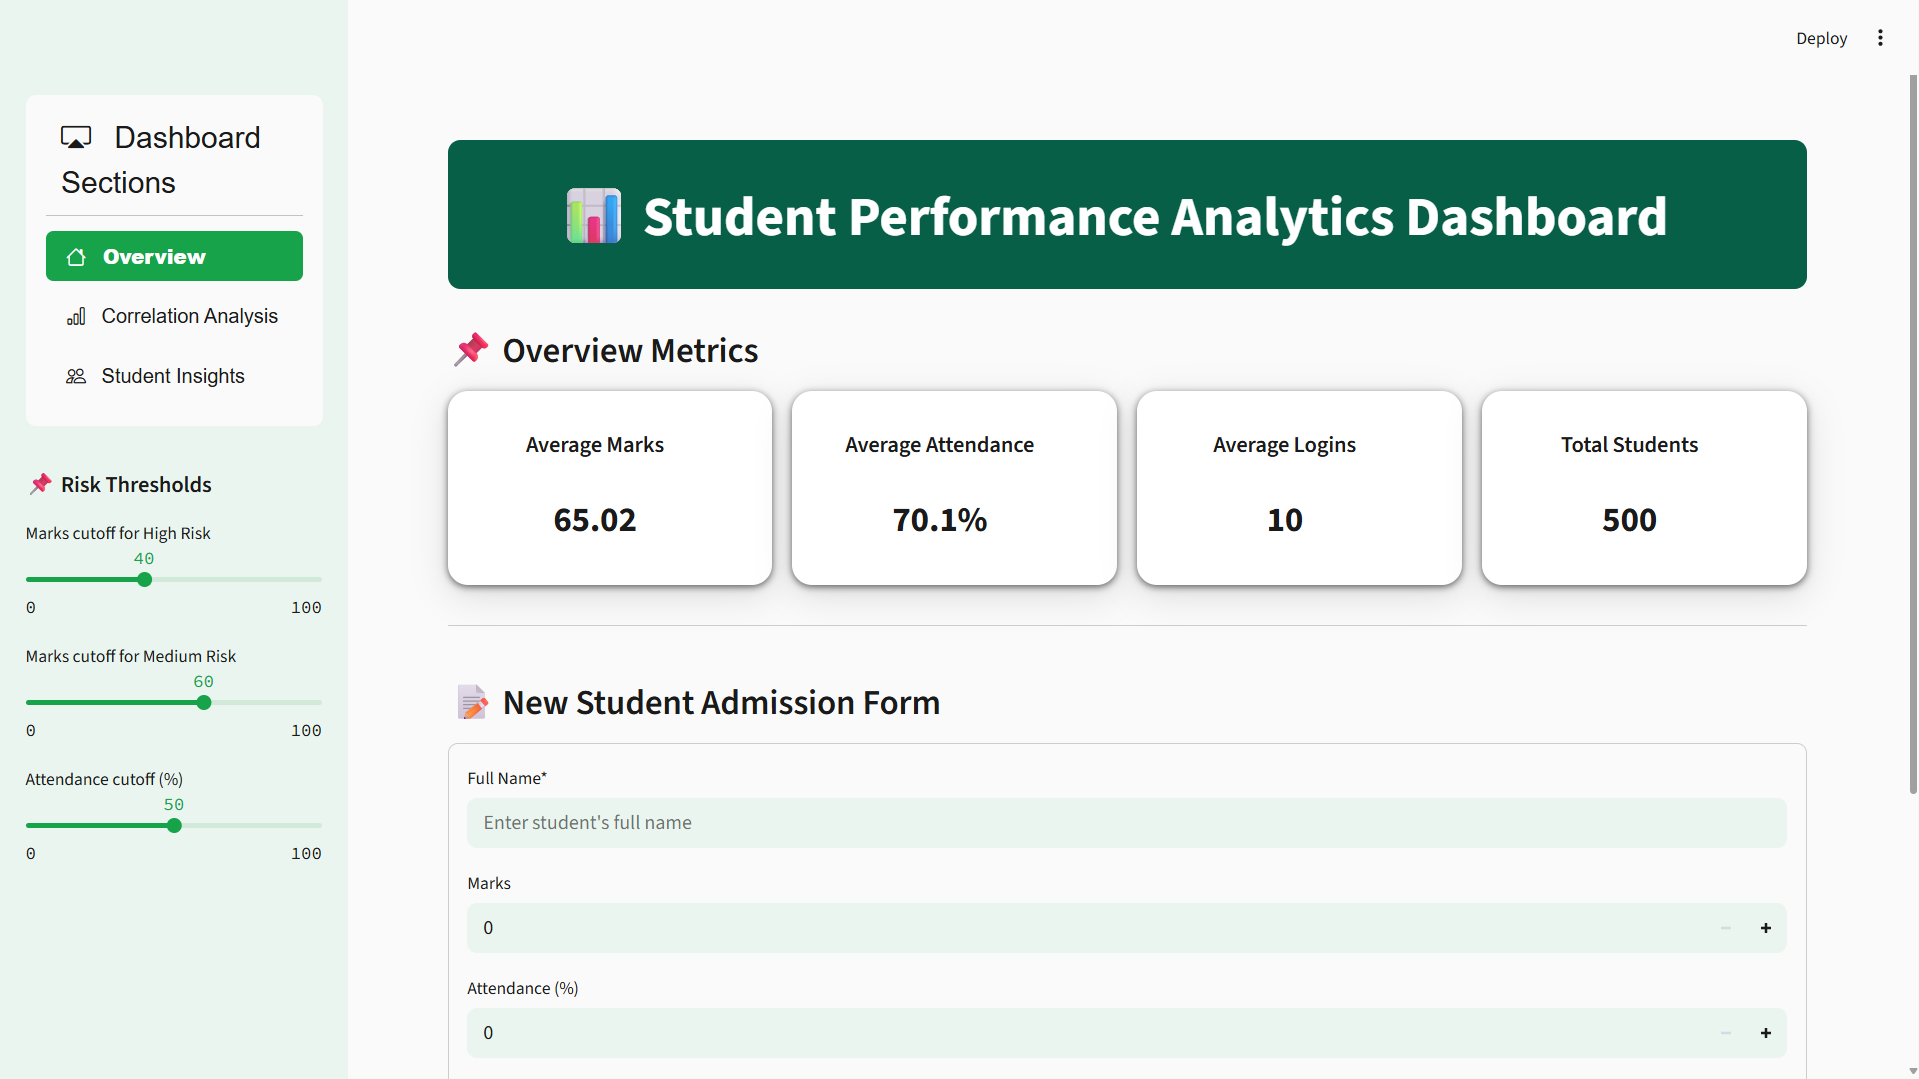 Deploy
Dashboard
Sections
Overview
Correlation Analysis
Student Insights
Risk Thresholds
Marks cutoff for High Risk
40
0 100
Marks cutoff for Medium Risk
60
0 100
Attendance cutoff (%)
50
0 100
Student Performance Analytics Dashboard
Overview Metrics
Average Marks
65.02
Average Attendance
70.1%
Average Logins
10
Total Students
500
New Student Admission Form
Full Name*
Enter student's full name
Marks
0
Attendance (%)
0